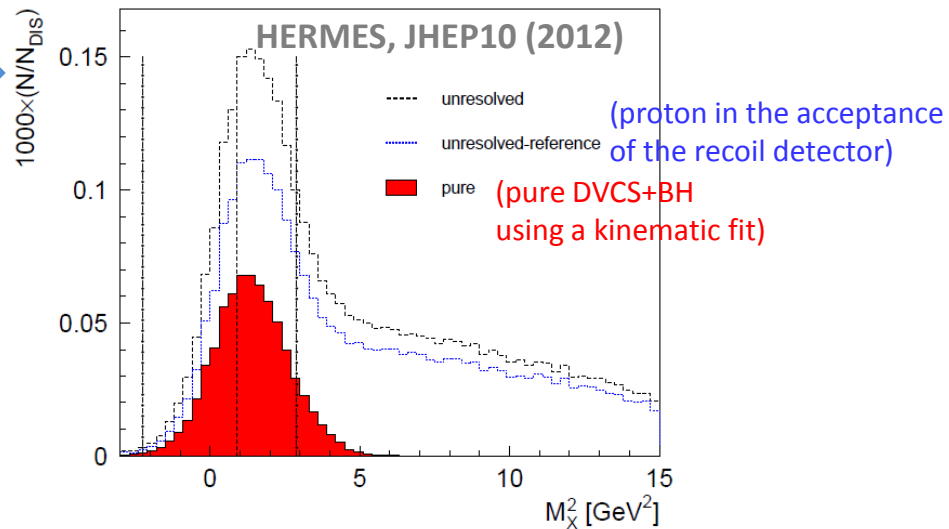 HERMES, JHEP10 (2012)
1000×(N/N_DIS)
0.15
0.1
0.05
0
unresolved
unresolved-reference
pure
(proton in the acceptance
of the recoil detector)
(pure DVCS+BH
using a kinematic fit)
0 5 10 15
M_X^2 [GeV^2]